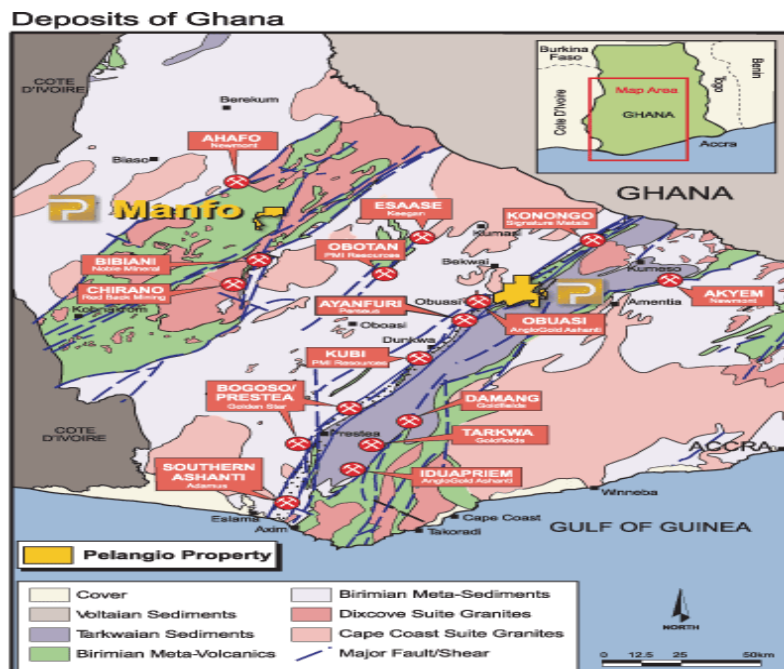 Deposits of Ghana
COTE
D'IVOIRE
Berekum
Biaso
AHAFO
Newmont
Burkina
Faso
Benin
Togo
Cote D'Ivoire
Map Area
GHANA
Accra
GHANA
P Manfo
ESAASE
Keegan
KONONGO
Signature Metals
Kumasi
OBOTAN
PMI Resources
Bekwai
BIBIANI
Noble Mineral
Kumeso
CHIRANO
Red Back Mining
AYANFURI
Perseus
Obuasi
P
Amentia
AKYEM
Newmont
Oboasi
OBUASI
AngloGold Ashanti
Dunkwa
KUBI
PMI Resources
BOGOSO/
PRESTEA
Golden Star
DAMANG
Goldfields
COTE
D'IVOIRE
Prestea
TARKWA
Goldfields
ACCRA
SOUTHERN
ASHANTI
Adamus
IDUAPRIEM
AngloGold Ashanti
Winneba
Eslama
Axim
Cape Coast
Takoradi
GULF OF GUINEA
Pelangio Property
Cover
Voltaian Sediments
Tarkwaian Sediments
Birimian Meta-Volcanics
Birimian Meta-Sediments
Dixcove Suite Granites
Cape Coast Suite Granites
Major Fault/Shear
NORTH
0 12.5 25 50
km km